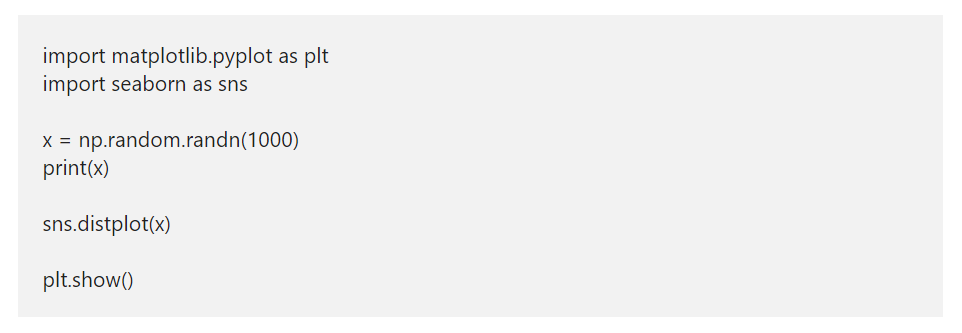 import matplotlib.pyplot as plt
import seaborn as sns
x = np.random.randn(1000)
print(x)
sns.distplot(x)
plt.show()